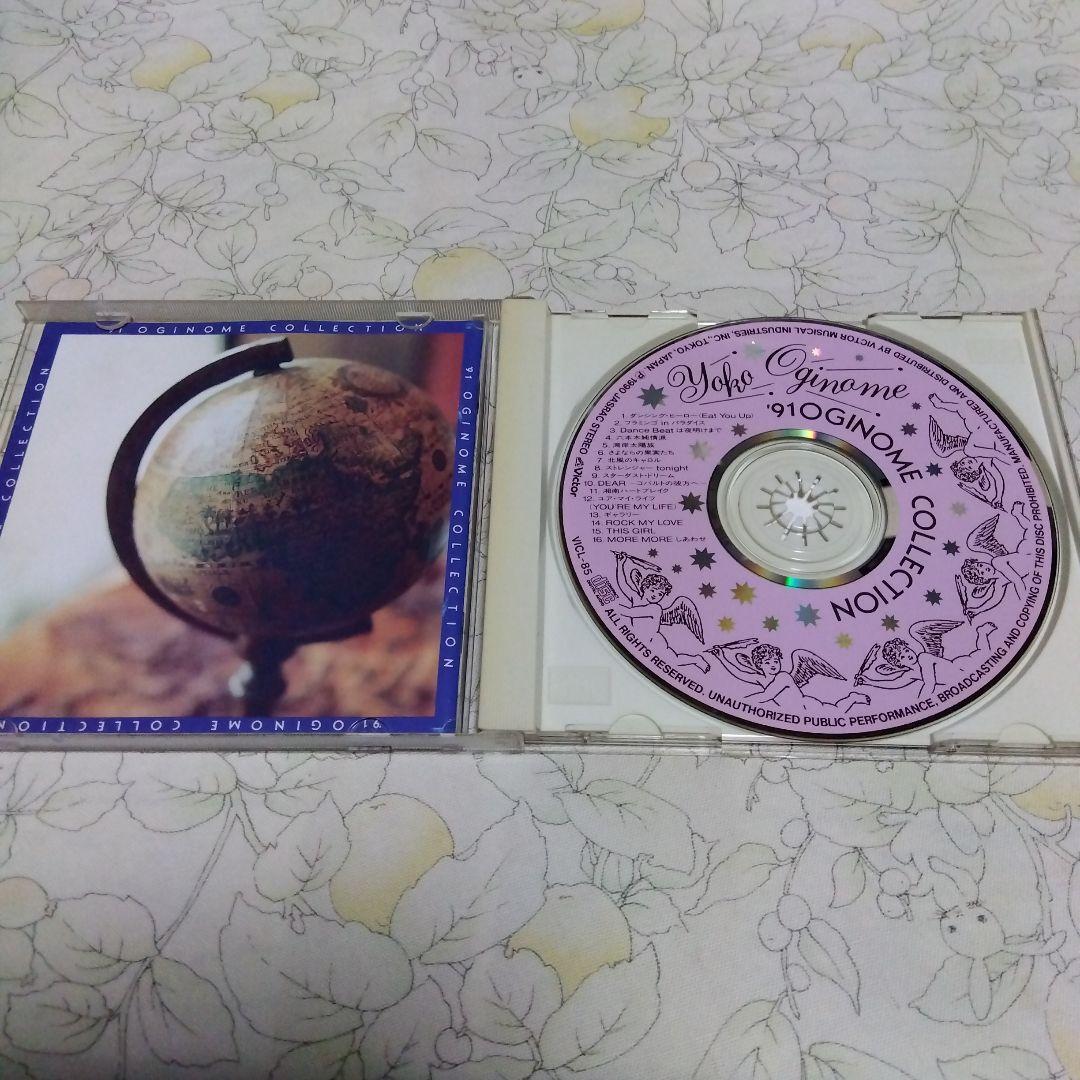 '91 OGINOME COLLECTION
'91 OGINOME COLLECTION
'91 OGINOME COLLECTION
COLLECTION
Yoko Oginome
'91 OGINOME COLLECTION
1. ダンシング・ヒーロー(Eat You Up)
2. フラミンゴ in パラダイス
3. Dance Beat は夜明けまで
4. 六本木純情派
5. 湾岸太陽族
6. さよならの果実たち
7. 北風のキャロル
8. ストレンジャー tonight
9. スターダスト・ドリーム
10. DEAR ーコバルトの彼方へー
11. 湘南ハートブレイク
12. ユア・マイ・ライフ
(YOU'RE MY LIFE)
13. ギャラリー
14. ROCK MY LOVE
15. THIS GIRL
16. MORE MORE しあわせ
VICL-85
Victor
STEREO
JASRAC
P.1990
MANUFACTURED AND DISTRIBUTED BY VICTOR MUSICAL INDUSTRIES, INC., TOKYO, JAPAN.
ALL RIGHTS RESERVED. UNAUTHORIZED PUBLIC PERFORMANCE, BROADCASTING AND COPYING OF THIS DISC PROHIBITED